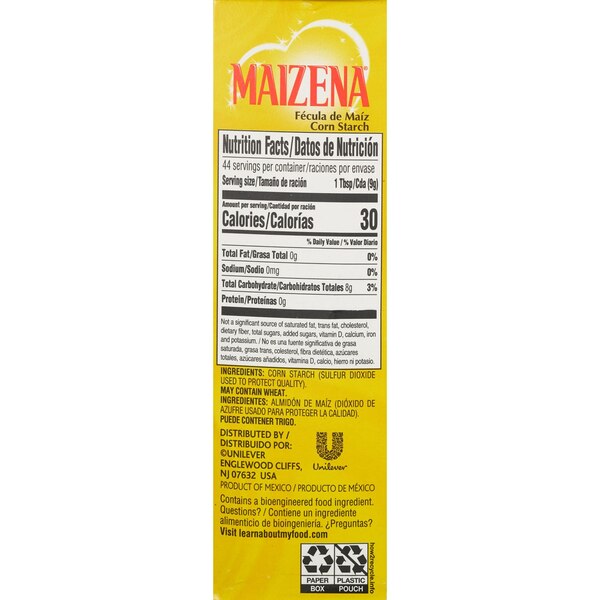 MAIZENA®
Fécula de Maíz
Corn Starch
Nutrition Facts/Datos de Nutrición
44 servings per container/raciones por envase
Serving size/Tamaño de ración 1 Tbsp/Cda (9g)
Amount per serving/Cantidad por ración
Calories/Calorías 30
% Daily Value / % Valor Diario
Total Fat/Grasa Total 0g 0%
Sodium/Sodio 0mg 0%
Total Carbohydrate/Carbohidratos Totales 8g 3%
Protein/Proteínas 0g
Not a significant source of saturated fat, trans fat, cholesterol,
dietary fiber, total sugars, added sugars, vitamin D, calcium, iron
and potassium. / No es una fuente significativa de grasa
saturada, grasa trans, colesterol, fibra dietética, azúcares
totales, azúcares añadidos, vitamina D, calcio, hierro ni potasio.
INGREDIENTS: CORN STARCH (SULFUR DIOXIDE
USED TO PROTECT QUALITY).
MAY CONTAIN WHEAT.
INGREDIENTES: ALMIDÓN DE MAÍZ (DIÓXIDO DE
AZUFRE USADO PARA PROTEGER LA CALIDAD).
PUEDE CONTENER TRIGO.
DISTRIBUTED BY /
DISTRIBUIDO POR:
©UNILEVER
ENGLEWOOD CLIFFS,
NJ 07632 USA
Unilever
PRODUCT OF MEXICO / PRODUCTO DE MÉXICO
Contains a bioengineered food ingredient.
Questions? / Contiene un ingrediente
alimenticio de bioingeniería. ¿Preguntas?
Visit learnaboutmyfood.com
PAPER
BOX
PLASTIC
POUCH
how2recycle.info